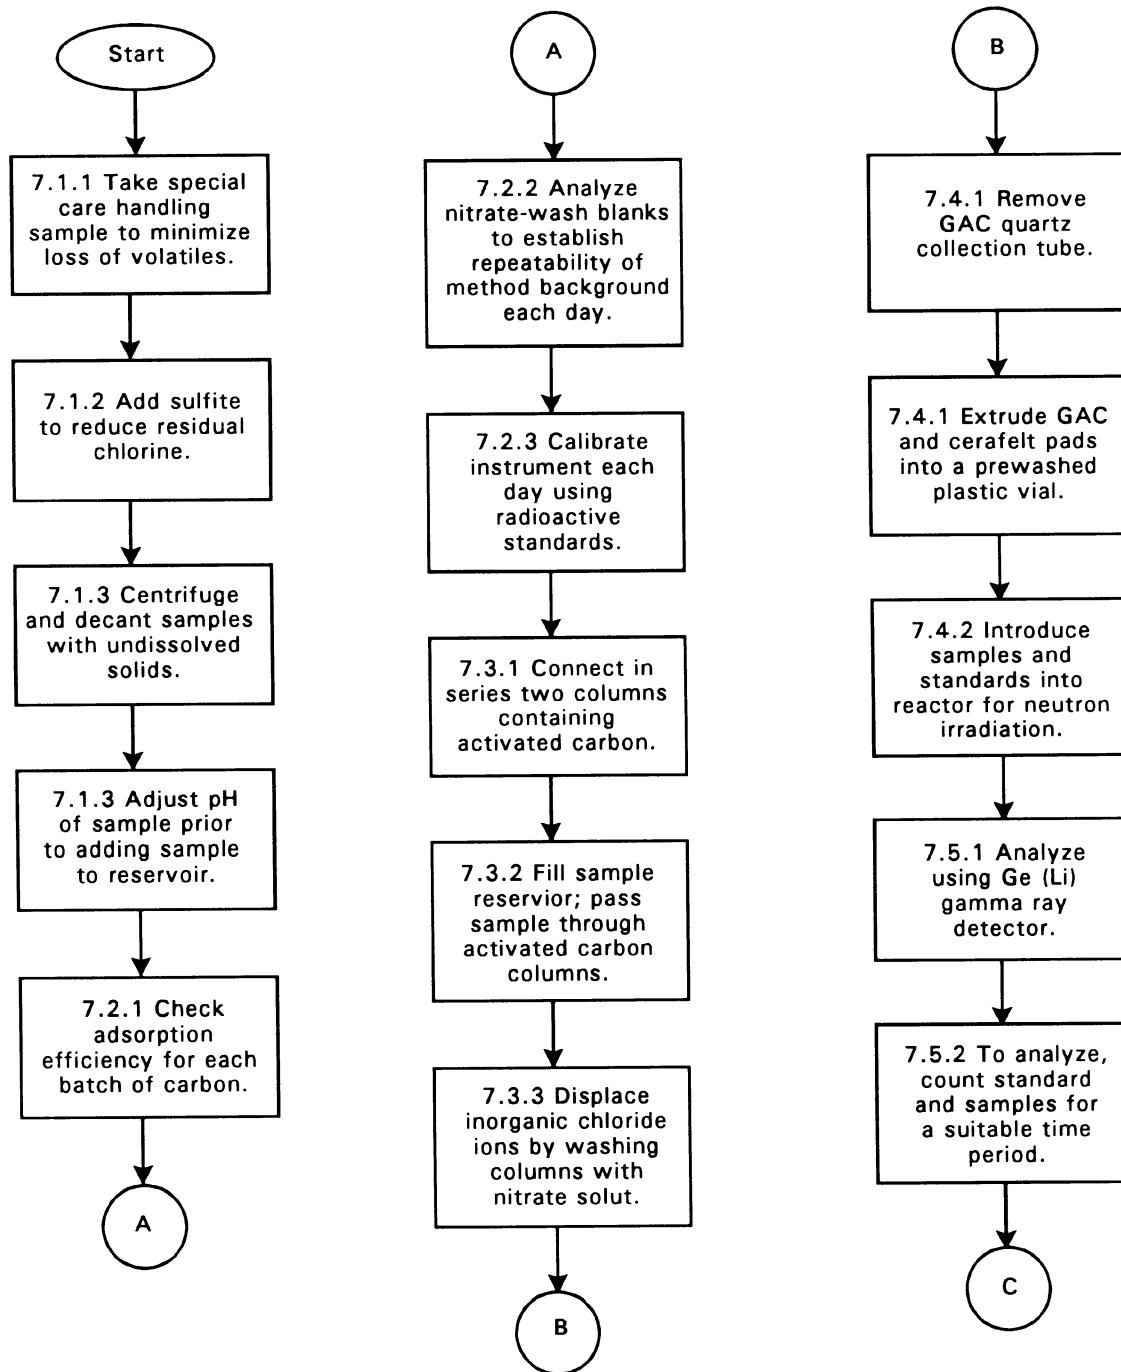 Start
7.1.1 Take special
care handling
sample to minimize
loss of volatiles.
7.1.2 Add sulfite
to reduce residual
chlorine.
7.1.3 Centrifuge
and decant samples
with undissolved
solids.
7.1.3 Adjust pH
of sample prior
to adding sample
to reservoir.
7.2.1 Check
adsorption
efficiency for each
batch of carbon.
A
A
7.2.2 Analyze
nitrate-wash blanks
to establish
repeatability of
method background
each day.
7.2.3 Calibrate
instrument each
day using
radioactive
standards.
7.3.1 Connect in
series two columns
containing
activated carbon.
7.3.2 Fill sample
reservior; pass
sample through
activated carbon
columns.
7.3.3 Displace
inorganic chloride
ions by washing
columns with
nitrate solut.
B
B
7.4.1 Remove
GAC quartz
collection tube.
7.4.1 Extrude GAC
and cerafelt pads
into a prewashed
plastic vial.
7.4.2 Introduce
samples and
standards into
reactor for neutron
irradiation.
7.5.1 Analyze
using Ge (Li)
gamma ray
detector.
7.5.2 To analyze,
count standard
and samples for
a suitable time
period.
C